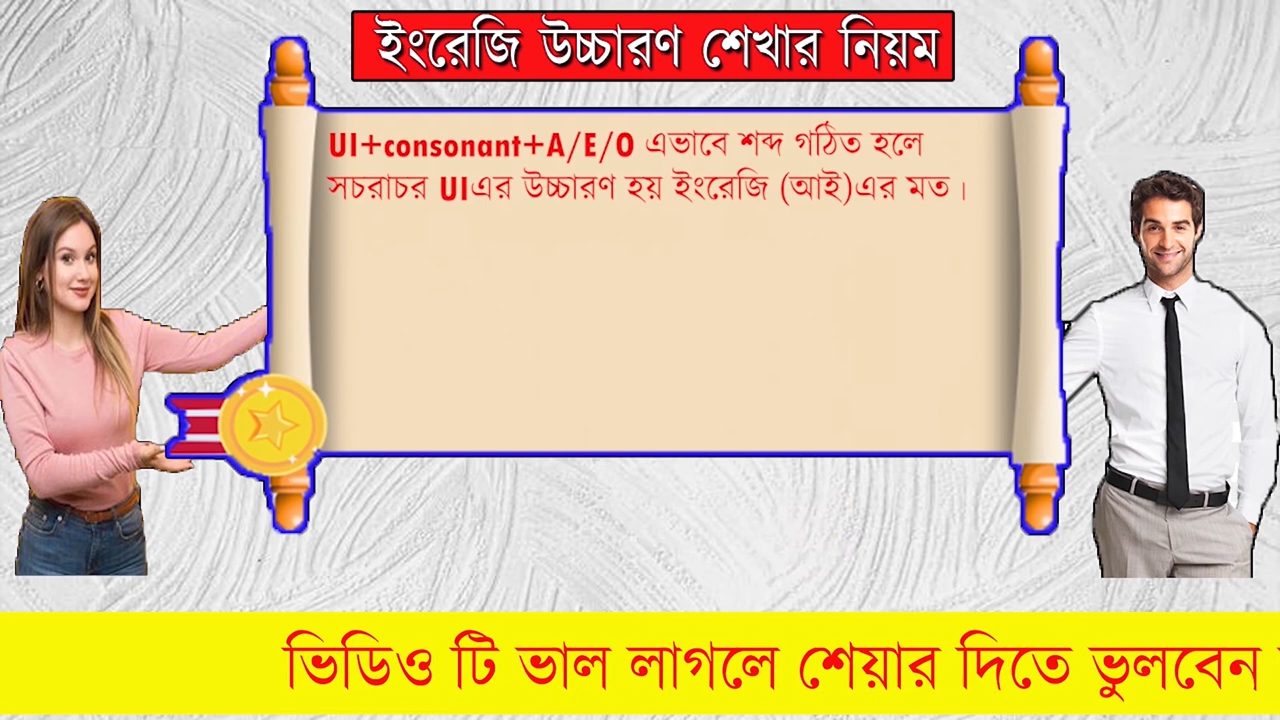 ইংরেজি উচ্চারণ শেখার নিয়ম
UI+consonant+A/E/O এভাবে শব্দ গঠিত হলে
সচরাচর UIএর উচ্চারণ হয় ইংরেজি (আই)এর মত।
ভিডিও টি ভাল লাগলে শেয়ার দিতে ভুলবেন